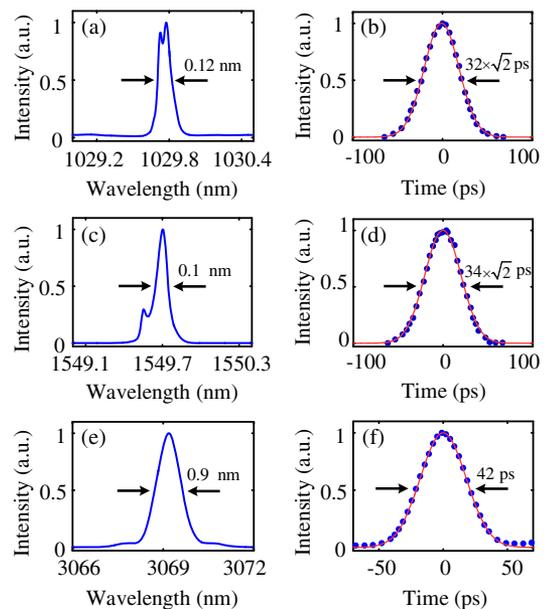 (a)
Intensity (a.u.)
1
0.5
0
0.12 nm
1029.2 1029.8 1030.4
Wavelength (nm)
(b)
Intensity (a.u.)
1
0.5
0
32×√2 ps
-100 0 100
Time (ps)
(c)
Intensity (a.u.)
1
0.5
0
0.1 nm
1549.1 1549.7 1550.3
Wavelength (nm)
(d)
Intensity (a.u.)
1
0.5
0
34×√2 ps
-100 0 100
Time (ps)
(e)
Intensity (a.u.)
1
0.5
0
0.9 nm
3066 3069 3072
Wavelength (nm)
(f)
Intensity (a.u.)
1
0.5
0
42 ps
-50 0 50
Time (ps)